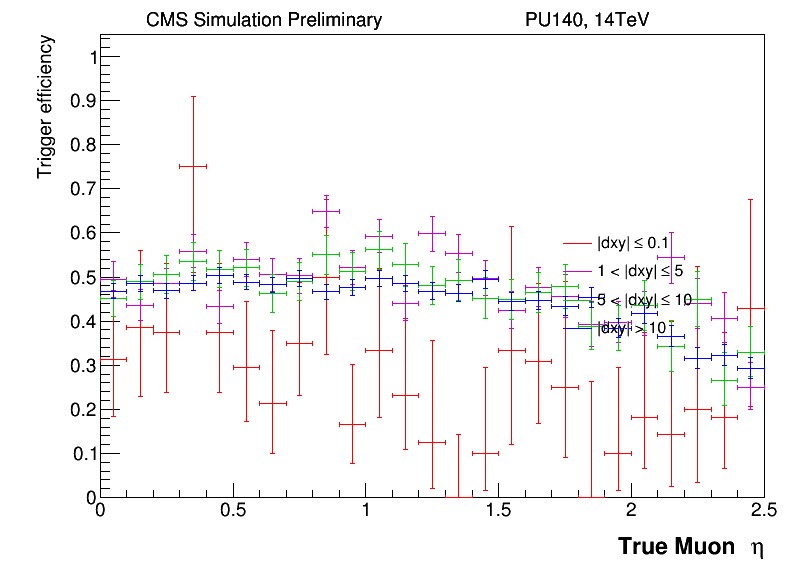 CMS Simulation Preliminary PU140, 14TeV
Trigger efficiency
1
0.9
0.8
0.7
0.6
0.5
0.4
0.3
0.2
0.1
0
|dxy| ≤ 0.1
1 < |dxy| ≤ 5
5 < |dxy| ≤ 10
|dxy| > 10
0 0.5 1 1.5 2 2.5
True Muon η